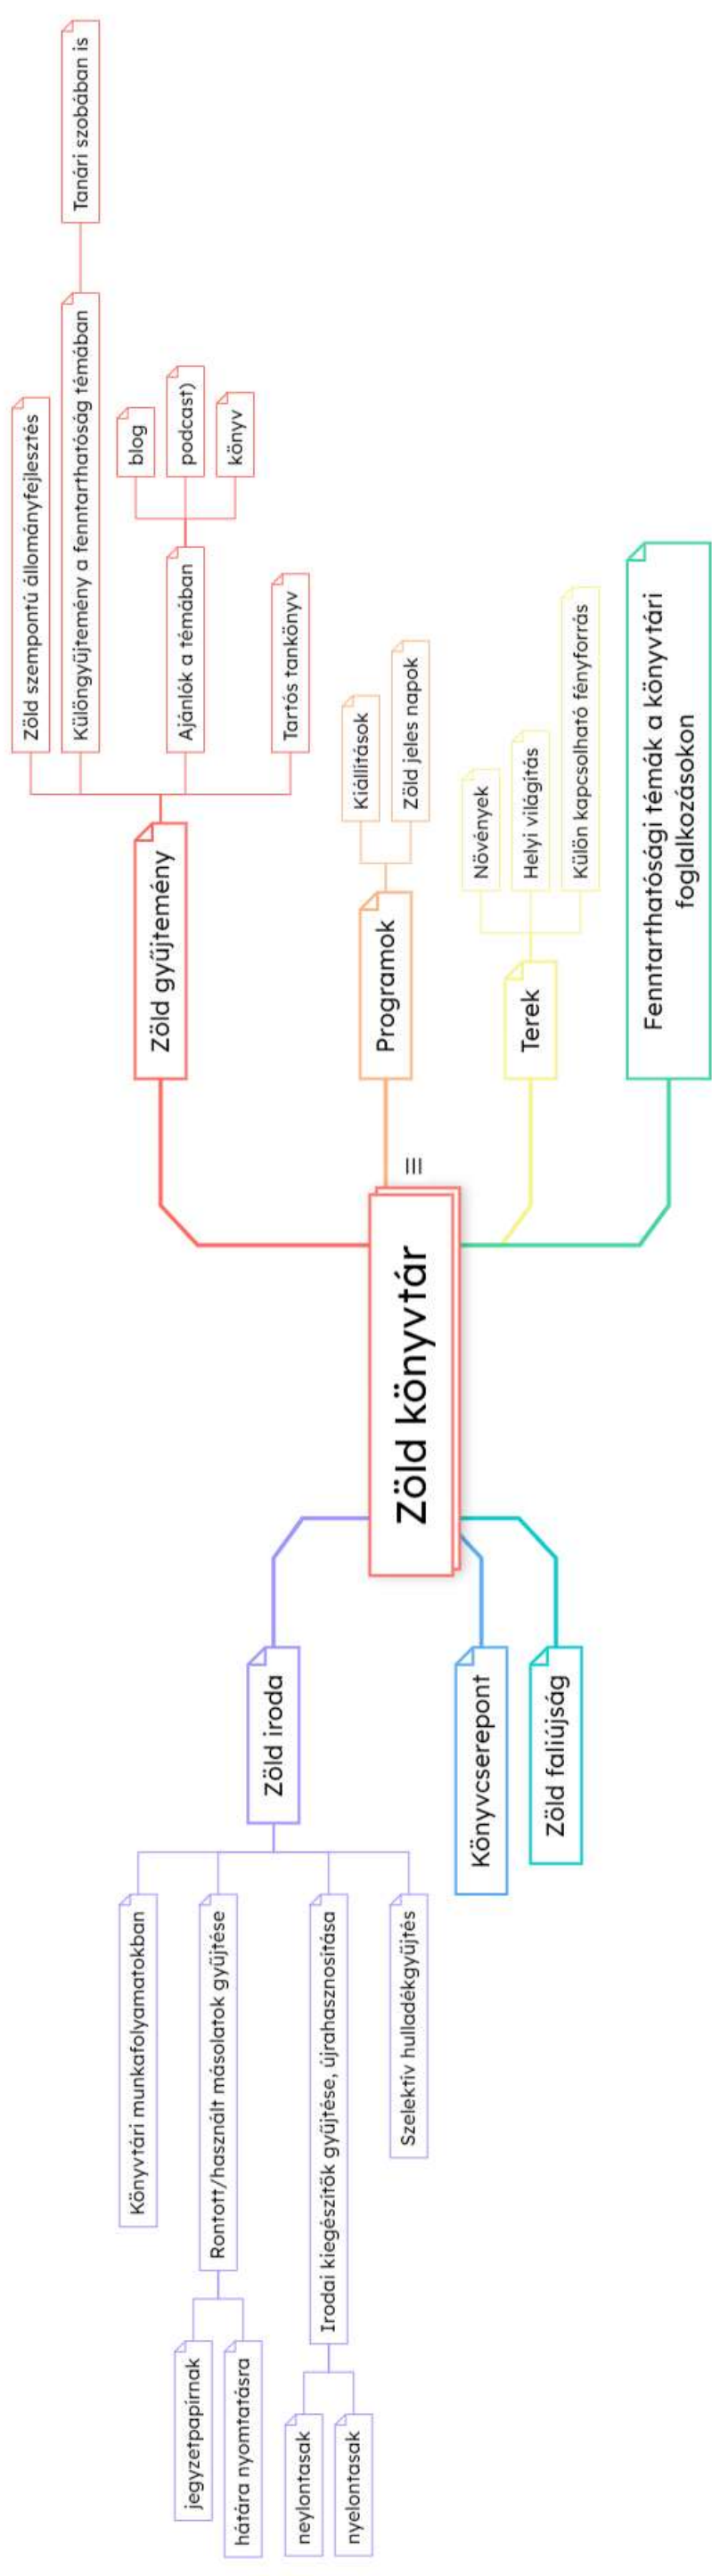 Zöld könyvtár
Zöld gyűjtemény
Zöld szempontú állományfejlesztés
Különgyűjtemény a fenntarthatóság témában
Tanári szobában is
Ajánlók a témában
blog
podcast)
könyv
Tartós tankönyv
Programok
Kiállítások
Zöld jeles napok
Terek
Növények
Helyi világítás
Külön kapcsolható fényforrás
Fenntarthatósági témák a könyvtári
foglalkozásokon
Zöld iroda
Könyvtári munkafolyamatokban
Rontott/használt másolatok gyűjtése
jegyzetpapírnak
hátára nyomtatásra
Irodai kiegészítők gyűjtése, újrahasznosítása
neylontasak
nyelontasak
Szelektív hulladékgyűjtés
Könyvcserepont
Zöld faliújság